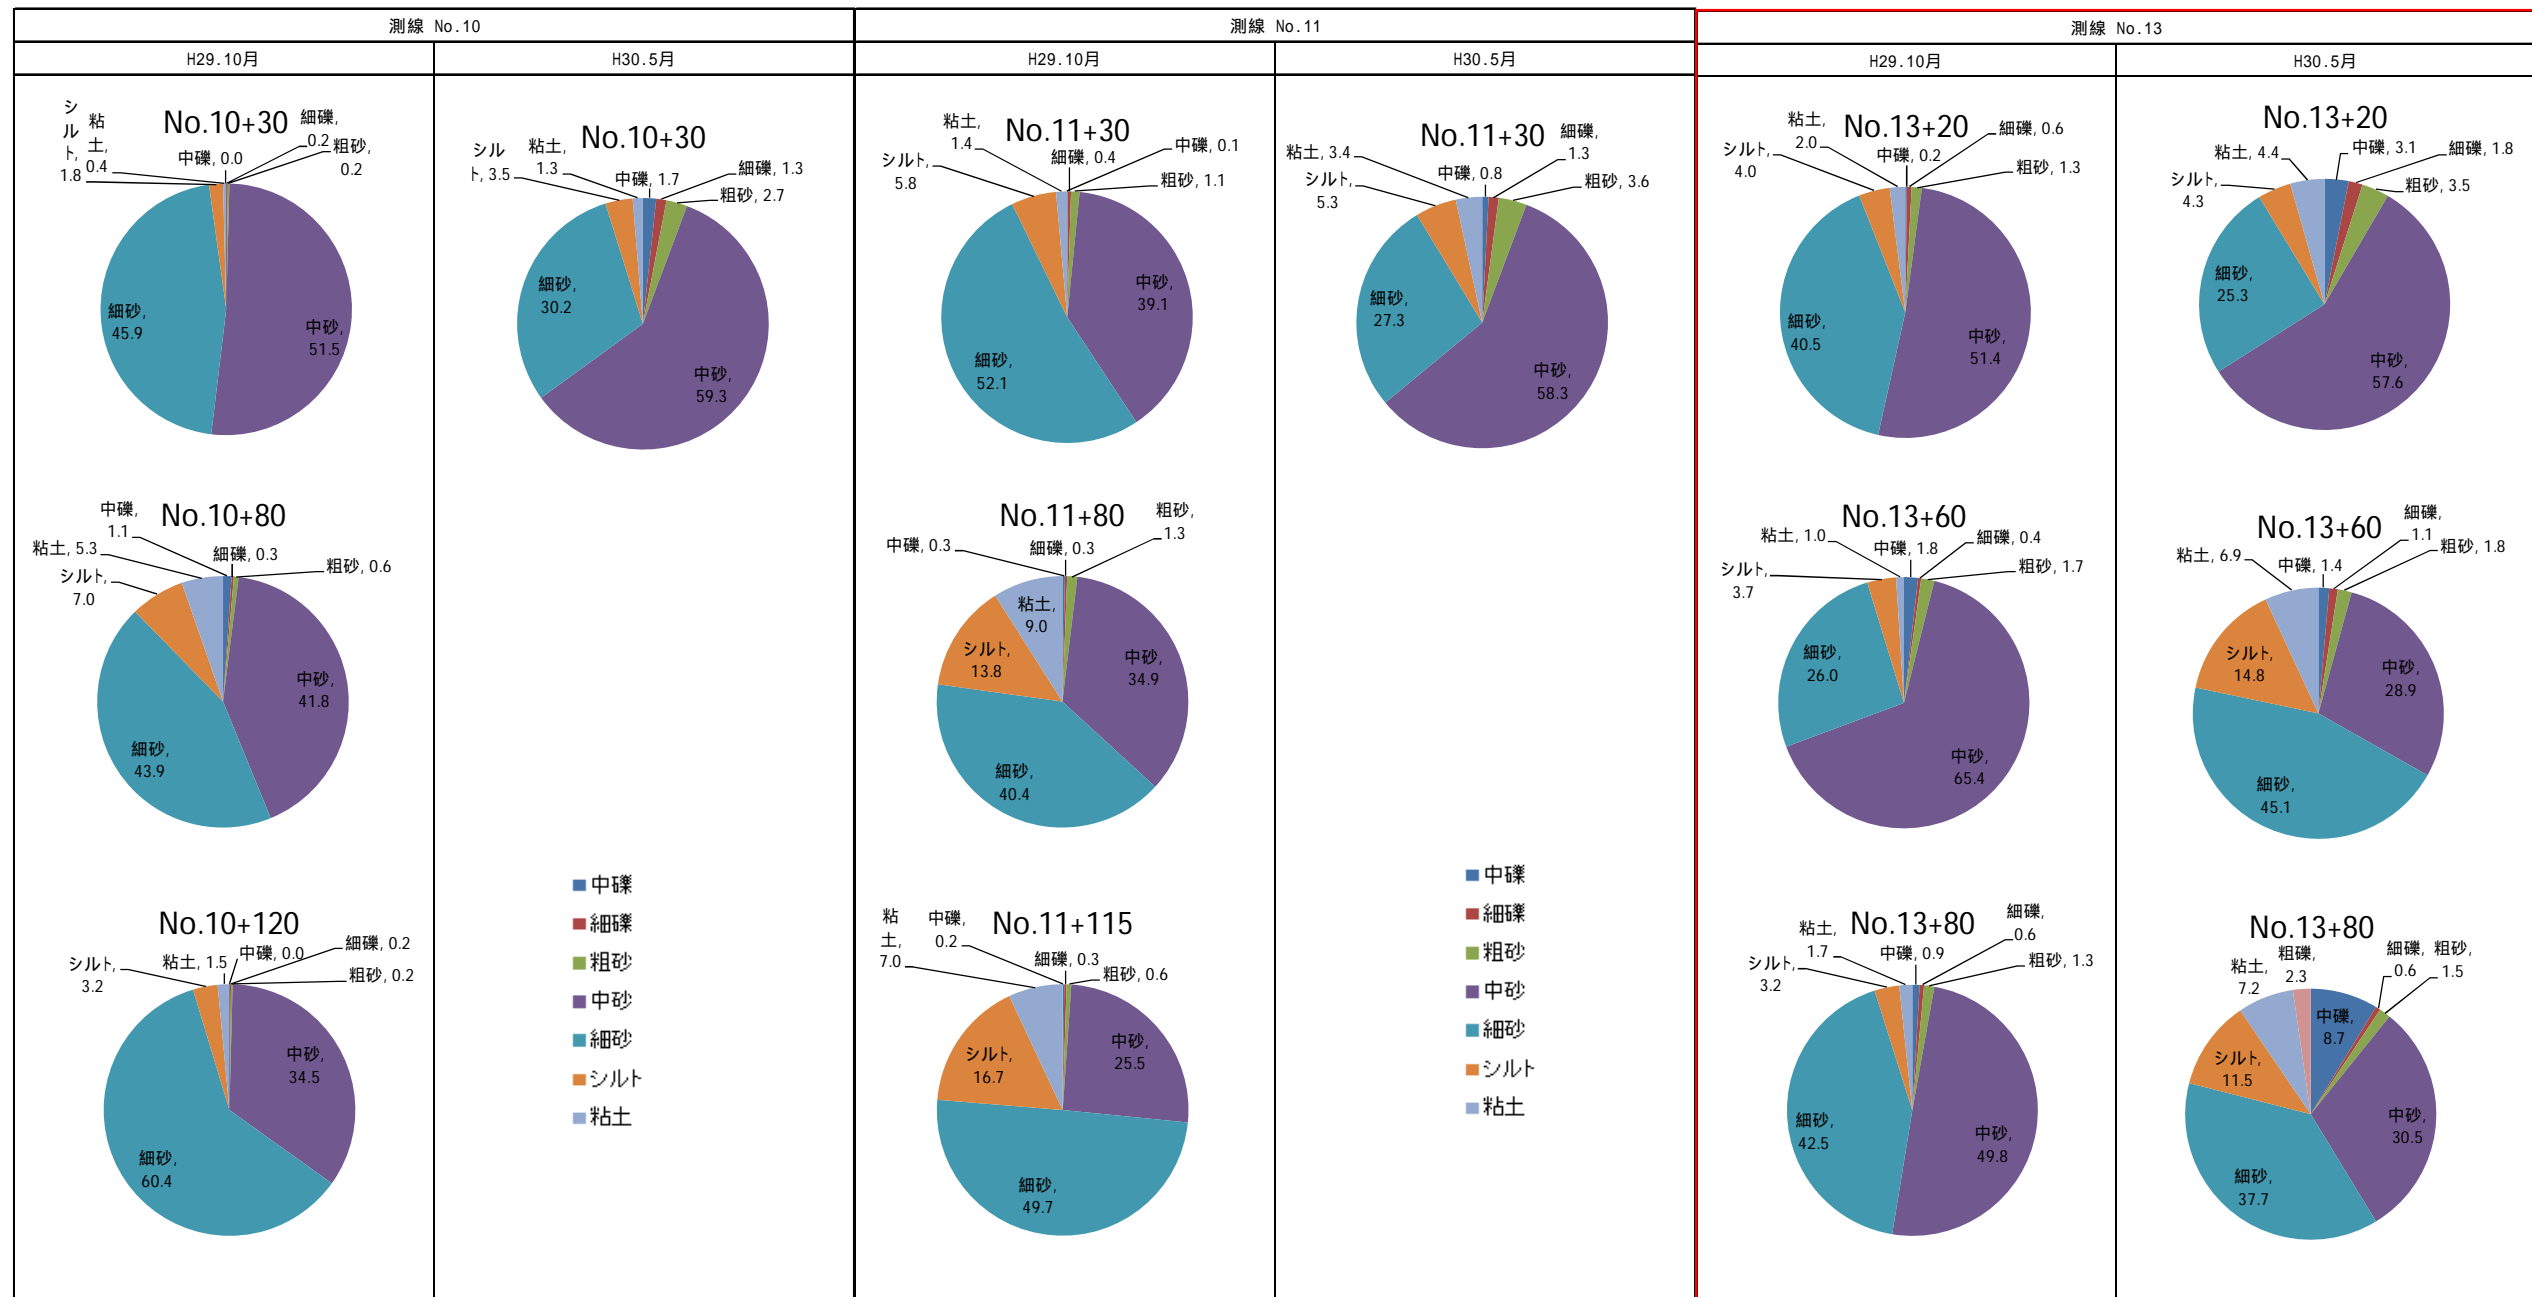 測線 No.10
測線 No.11
測線 No.13
H29.10月
H30.5月
H29.10月
H30.5月
H29.10月
H30.5月
No.10+30
シルト, 1.8
粘土, 0.4
中礫, 0.0
細礫, 0.2
粗砂, 0.2
細砂, 45.9
中砂, 51.5
No.10+30
シルト, 3.5
粘土, 1.3
中礫, 1.7
細礫, 1.3
粗砂, 2.7
細砂, 30.2
中砂, 59.3
No.11+30
粘土, 1.4
シルト, 5.8
細礫, 0.4
中礫, 0.1
粗砂, 1.1
中砂, 39.1
細砂, 52.1
No.11+30
粘土, 3.4
シルト, 5.3
中礫, 0.8
細礫, 1.3
粗砂, 3.6
細砂, 27.3
中砂, 58.3
No.13+20
粘土, 2.0
シルト, 4.0
中礫, 0.2
細礫, 0.6
粗砂, 1.3
細砂, 40.5
中砂, 51.4
No.13+20
粘土, 4.4
シルト, 4.3
中礫, 3.1
細礫, 1.8
粗砂, 3.5
細砂, 25.3
中砂, 57.6
No.10+80
中礫, 1.1
粘土, 5.3
シルト, 7.0
細礫, 0.3
粗砂, 0.6
中砂, 41.8
細砂, 43.9
No.11+80
中礫, 0.3
細礫, 0.3
粗砂, 1.3
粘土, 9.0
シルト, 13.8
中砂, 34.9
細砂, 40.4
No.13+60
粘土, 1.0
シルト, 3.7
中礫, 1.8
細礫, 0.4
粗砂, 1.7
細砂, 26.0
中砂, 65.4
No.13+60
粘土, 6.9
中礫, 1.4
細礫, 1.1
粗砂, 1.8
シルト, 14.8
中砂, 28.9
細砂, 45.1
No.10+120
シルト, 3.2
粘土, 1.5
中礫, 0.0
細礫, 0.2
粗砂, 0.2
中砂, 34.5
細砂, 60.4
中礫
細礫
粗砂
中砂
細砂
シルト
粘土
No.11+115
粘土, 7.0
中礫, 0.2
細礫, 0.3
粗砂, 0.6
シルト, 16.7
中砂, 25.5
細砂, 49.7
中礫
細礫
粗砂
中砂
細砂
シルト
粘土
No.13+80
粘土, 1.7
シルト, 3.2
中礫, 0.9
細礫, 0.6
粗砂, 1.3
細砂, 42.5
中砂, 49.8
No.13+80
粘土, 7.2
粗礫, 2.3
細礫, 0.6
粗砂, 1.5
中礫, 8.7
シルト, 11.5
中砂, 30.5
細砂, 37.7